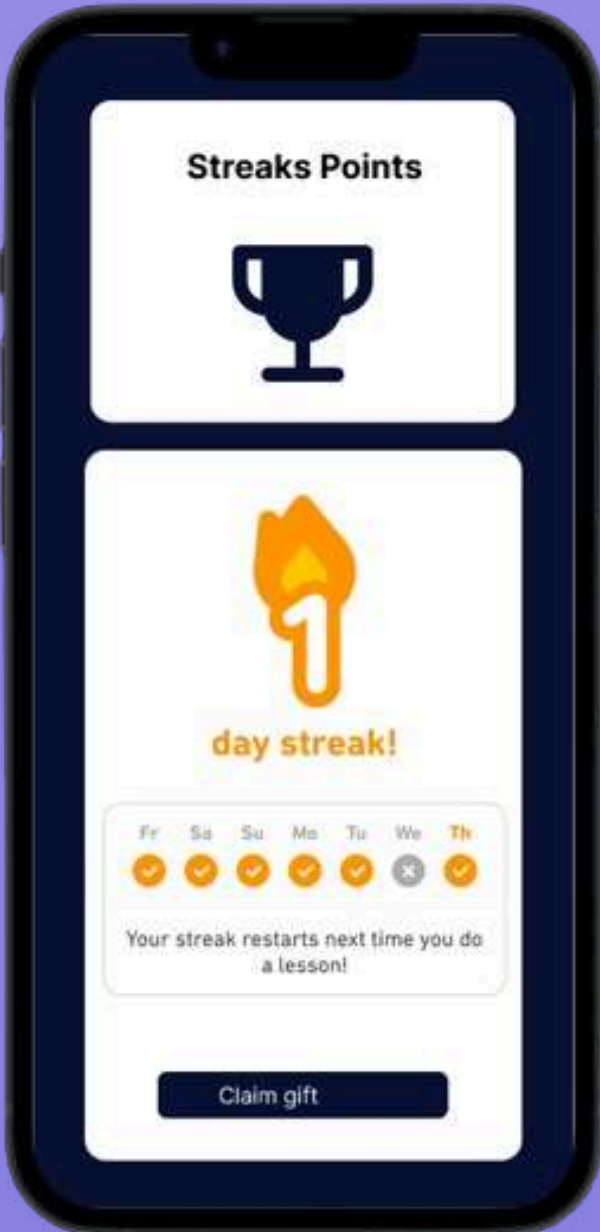 Streaks Points
1
day streak!
Fr Sa Su Mo Tu We Th
Your streak restarts next time you do
a lesson!
Claim gift